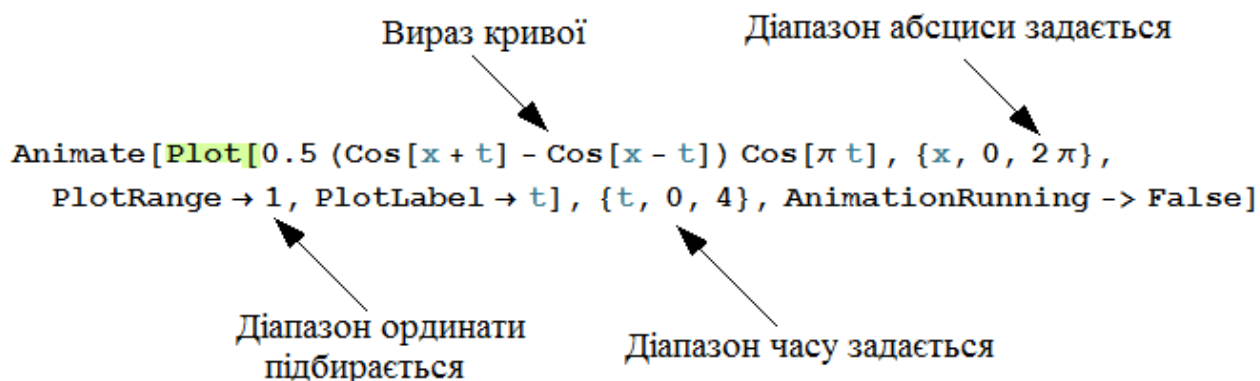 Вираз кривої
Діапазон абсциси задається
Animate[Plot[0.5 (Cos[x + t] - Cos[x - t]) Cos[π t], {x, 0, 2 π},
PlotRange → 1, PlotLabel → t], {t, 0, 4}, AnimationRunning -> False]
Діапазон ординати
підбирається
Діапазон часу задається